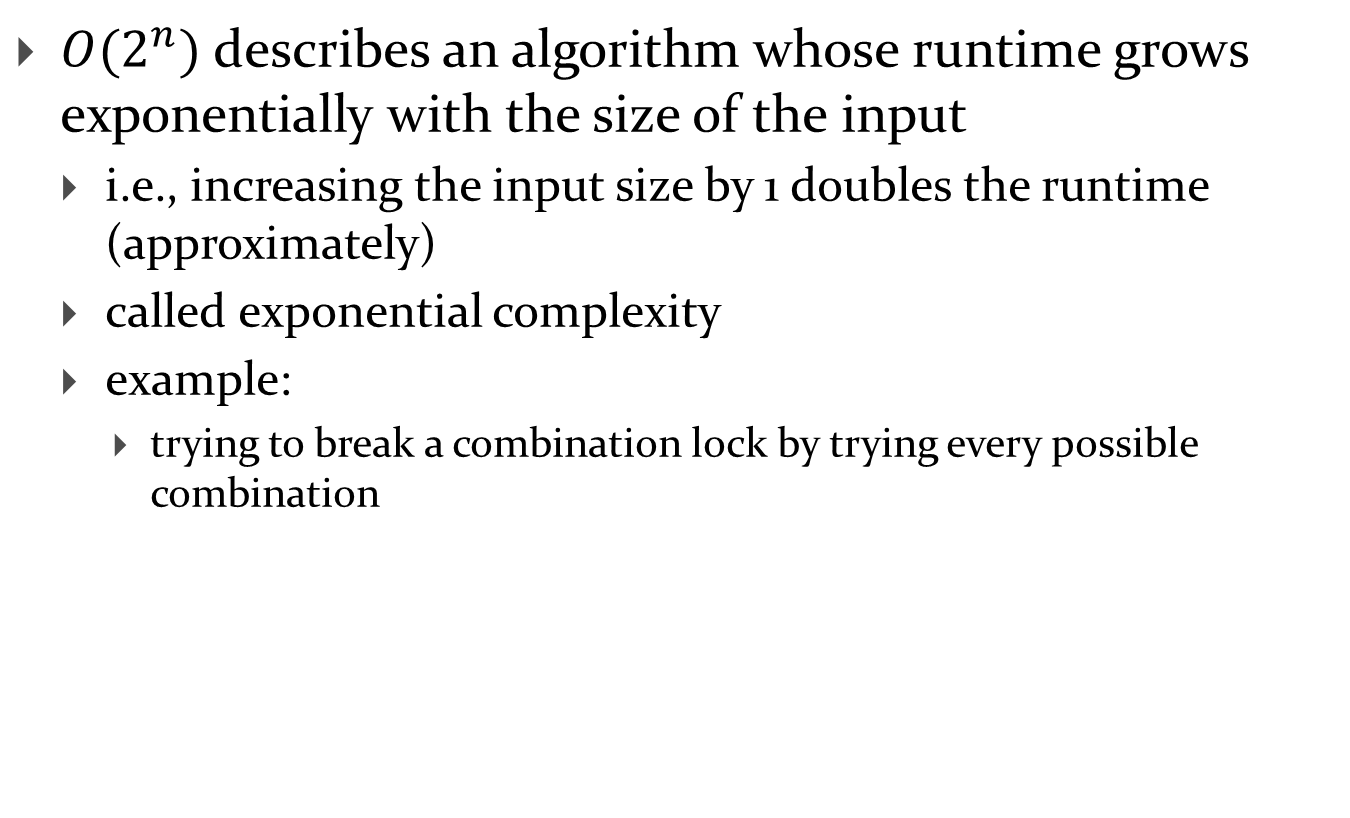 O(2ⁿ) describes an algorithm whose runtime grows
exponentially with the size of the input
i.e., increasing the input size by 1 doubles the runtime
(approximately)
called exponential complexity
example:
trying to break a combination lock by trying every possible
combination